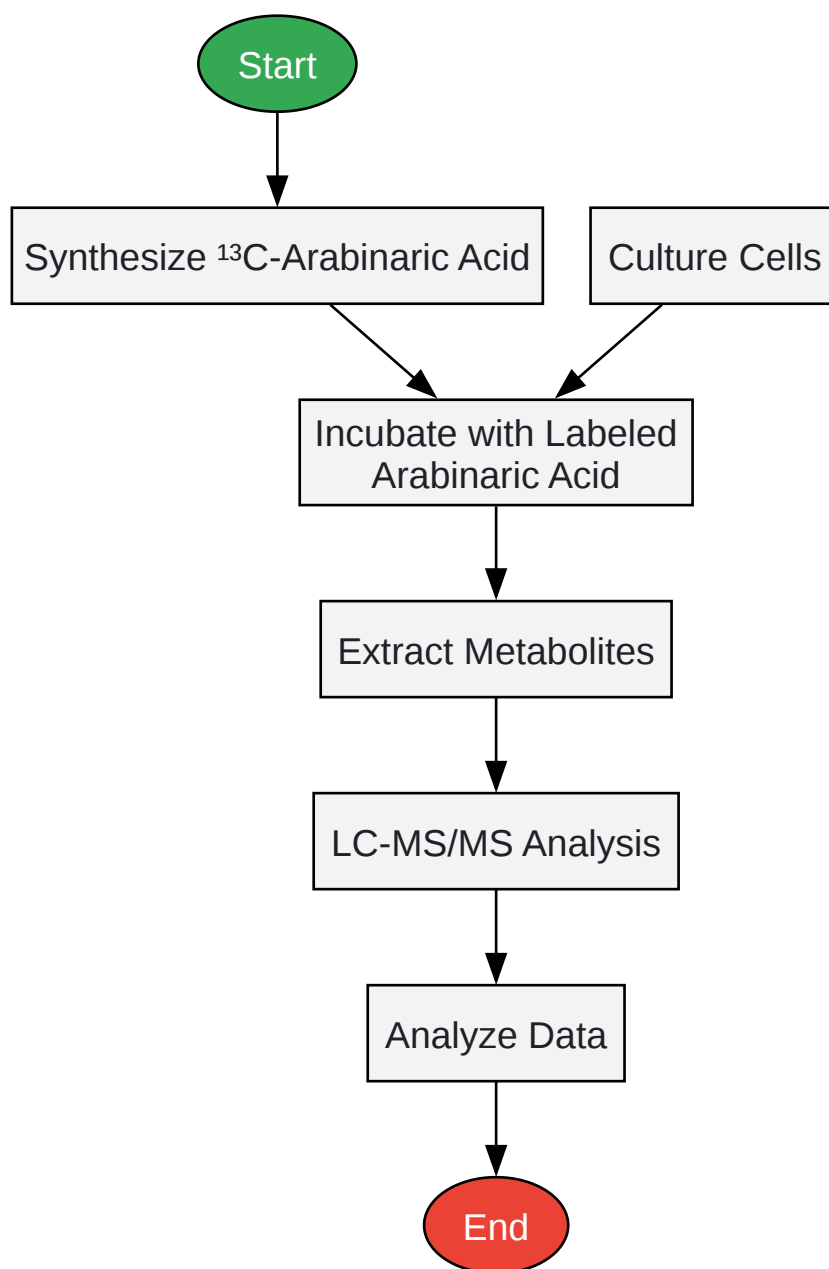 Start
Synthesize ¹³C-Arabinaric Acid
Culture Cells
Incubate with Labeled
Arabinaric Acid
Extract Metabolites
LC-MS/MS Analysis
Analyze Data
End